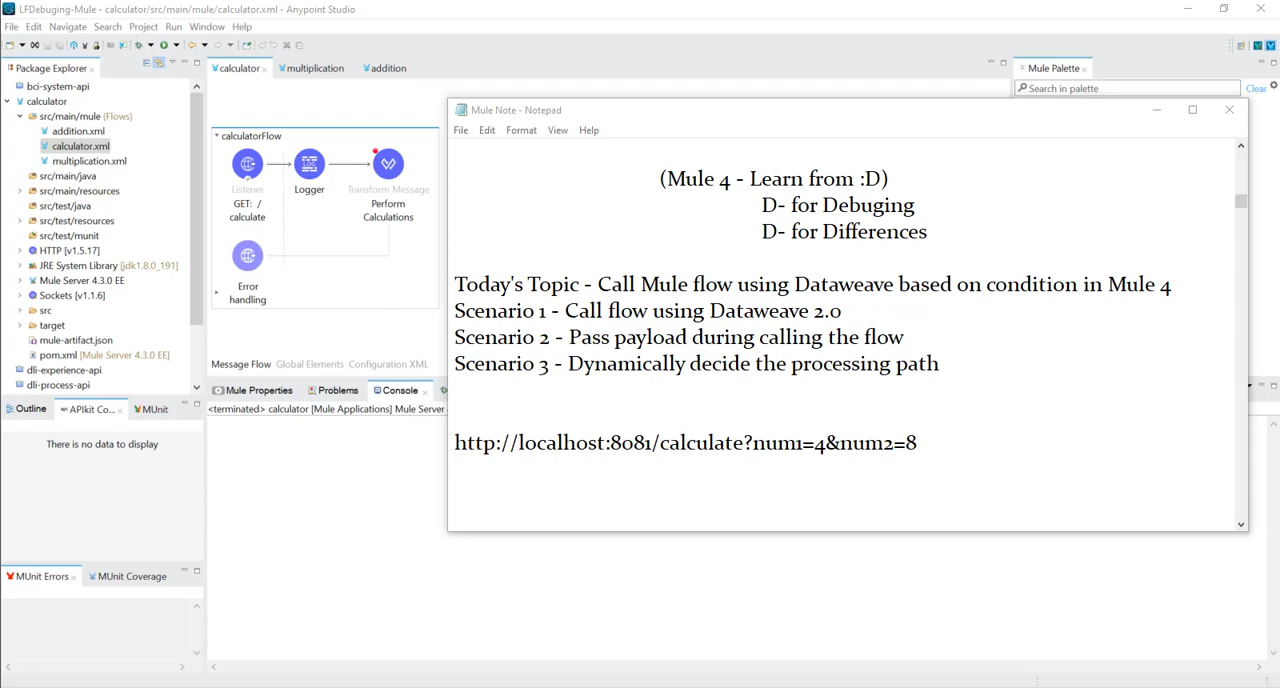 LFDebuging-Mule - calculator/src/main/mule/calculator.xml - Anypoint Studio
File Edit Navigate Search Project Run Window Help
Package Explorer
calculator
multiplication
addition
Mule Palette
bci-system-api
calculator
src/main/mule (Flows)
addition.xml
calculator.xml
multiplication.xml
src/main/java
src/main/resources
src/test/java
src/test/resources
src/test/munit
HTTP [v1.5.17]
JRE System Library [jdk1.8.0_191]
Mule Server 4.3.0 EE
Sockets [v1.1.6]
src
target
mule-artifact.json
pom.xml [Mule Server 4.3.0 EE]
dli-experience-api
dli-process-api
Search in palette
Clear
calculatorFlow
Listener
GET: /
calculate
Logger
Transform Message
Perform
Calculations
Error
handling
Message Flow Global Elements Configuration XML
Mule Note - Notepad
File Edit Format View Help
(Mule 4 - Learn from :D)
D- for Debuging
D- for Differences
Today's Topic - Call Mule flow using Dataweave based on condition in Mule 4
Scenario 1 - Call flow using Dataweave 2.0
Scenario 2 - Pass payload during calling the flow
Scenario 3 - Dynamically decide the processing path
http://localhost:8081/calculate?num1=4&num2=8
Mule Properties Problems Console
<terminated> calculator [Mule Applications] Mule Server
Outline APIkit Co... MUnit
There is no data to display
MUnit Errors MUnit Coverage